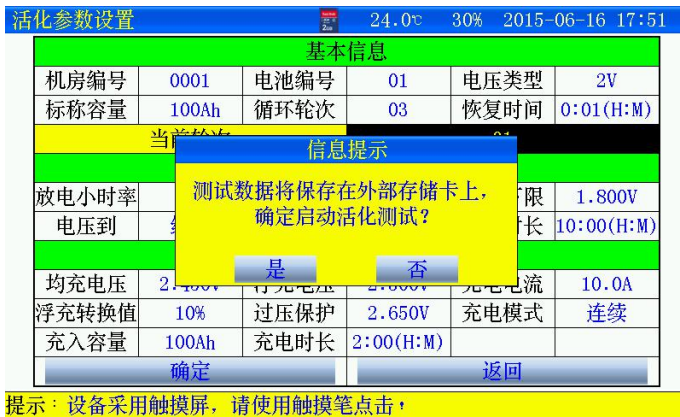 活化参数设置 24.0℃ 30% 2015-06-16 17:51
基本信息
机房编号 0001 电池编号 01 电压类型 2V
标称容量 100Ah 循环轮次 03 恢复时间 0:01(H:M)
信息提示
测试数据将保存在外部存储卡上，
确定启动活化测试？
是 否
放电小时率 下限 1.800V
电压到 时长 10:00(H:M)
均充电压 10.0A
浮充转换值 10% 过压保护 2.650V 充电模式 连续
充入容量 100Ah 充电时长 2:00(H:M)
确定 返回
提示：设备采用触摸屏，请使用触摸笔点击！